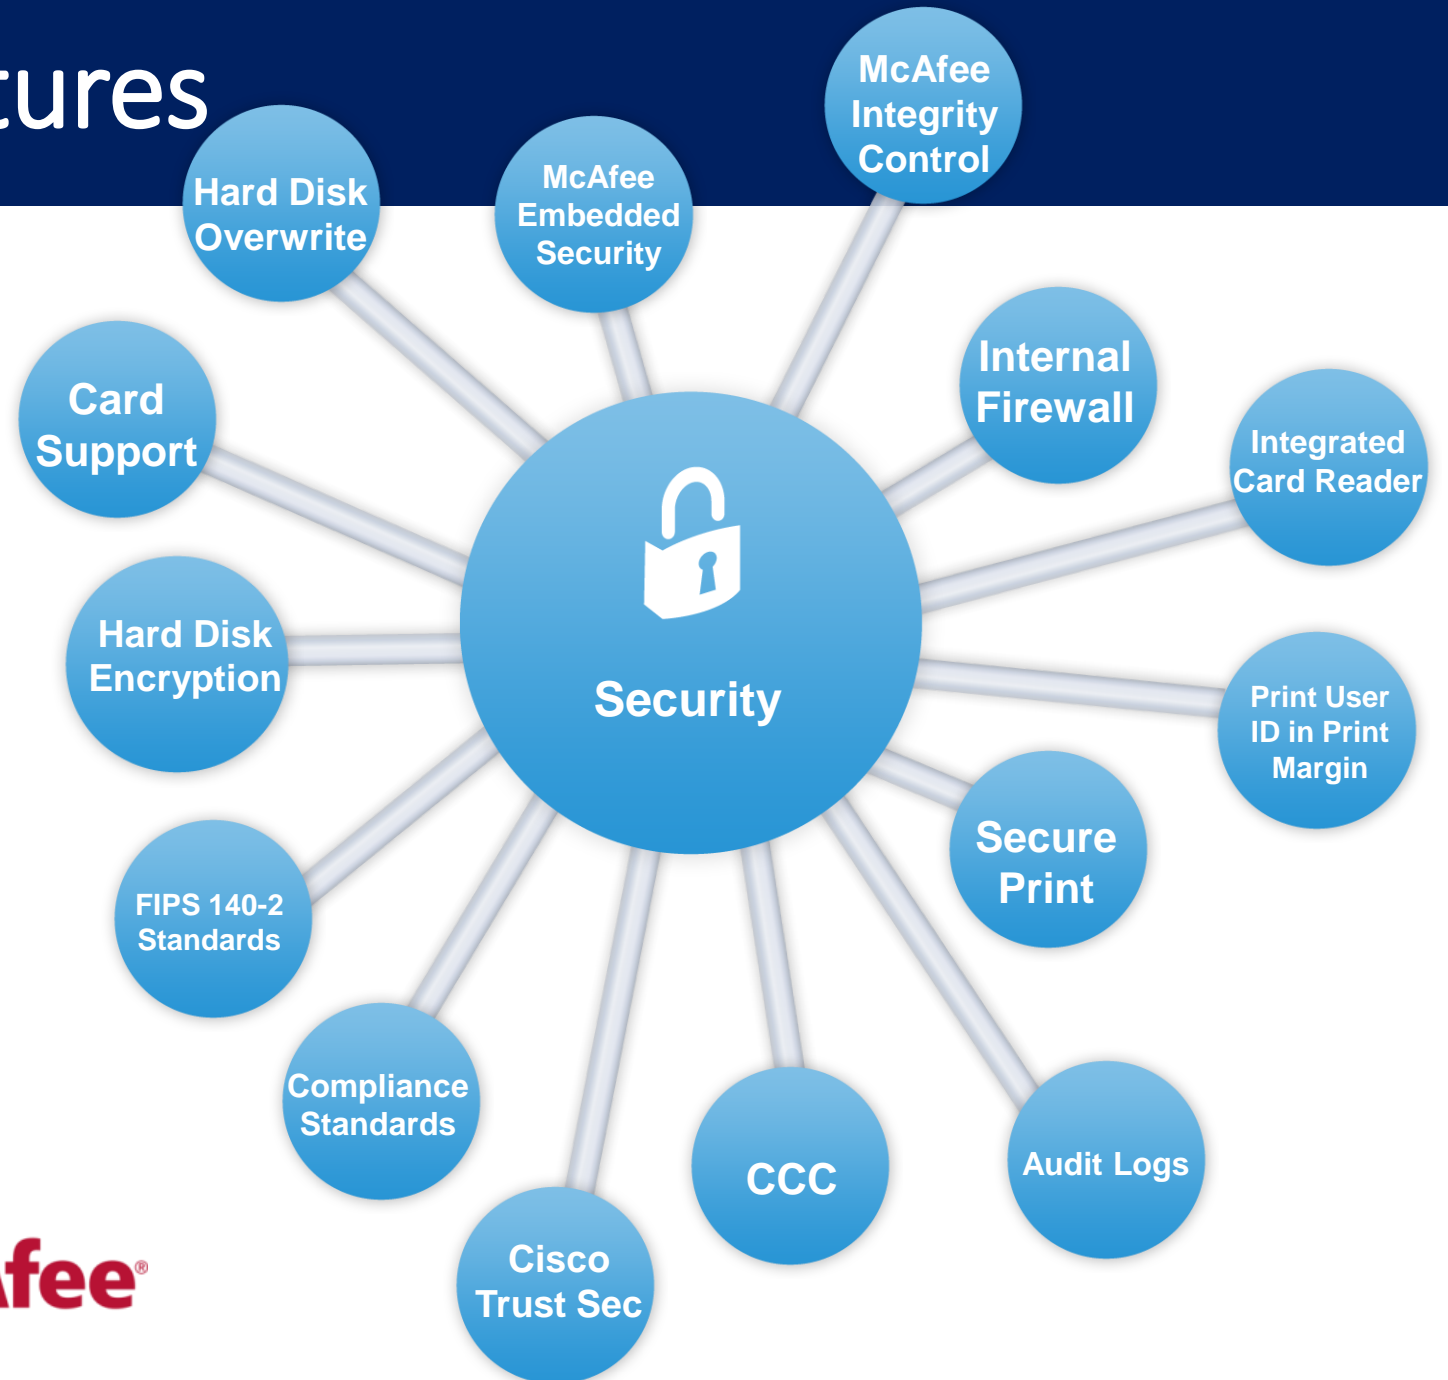 tures
McAfee
Integrity
Control
Hard Disk
Overwrite
McAfee
Embedded
Security
Internal
Firewall
Card
Support
Integrated
Card Reader
Hard Disk
Encryption
Security
Print User
ID in Print
Margin
Secure
Print
FIPS 140-2
Standards
Compliance
Standards
CCC
Audit Logs
Cisco
Trust Sec
Afee®